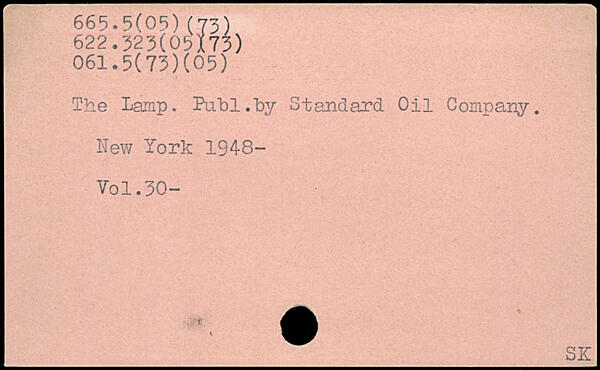 665.5(05)(73)
622.323(05)(73)
061.5(73)(05)
The Lamp. Publ.by Standard Oil Company.
New York 1948-
Vol.30-
SK